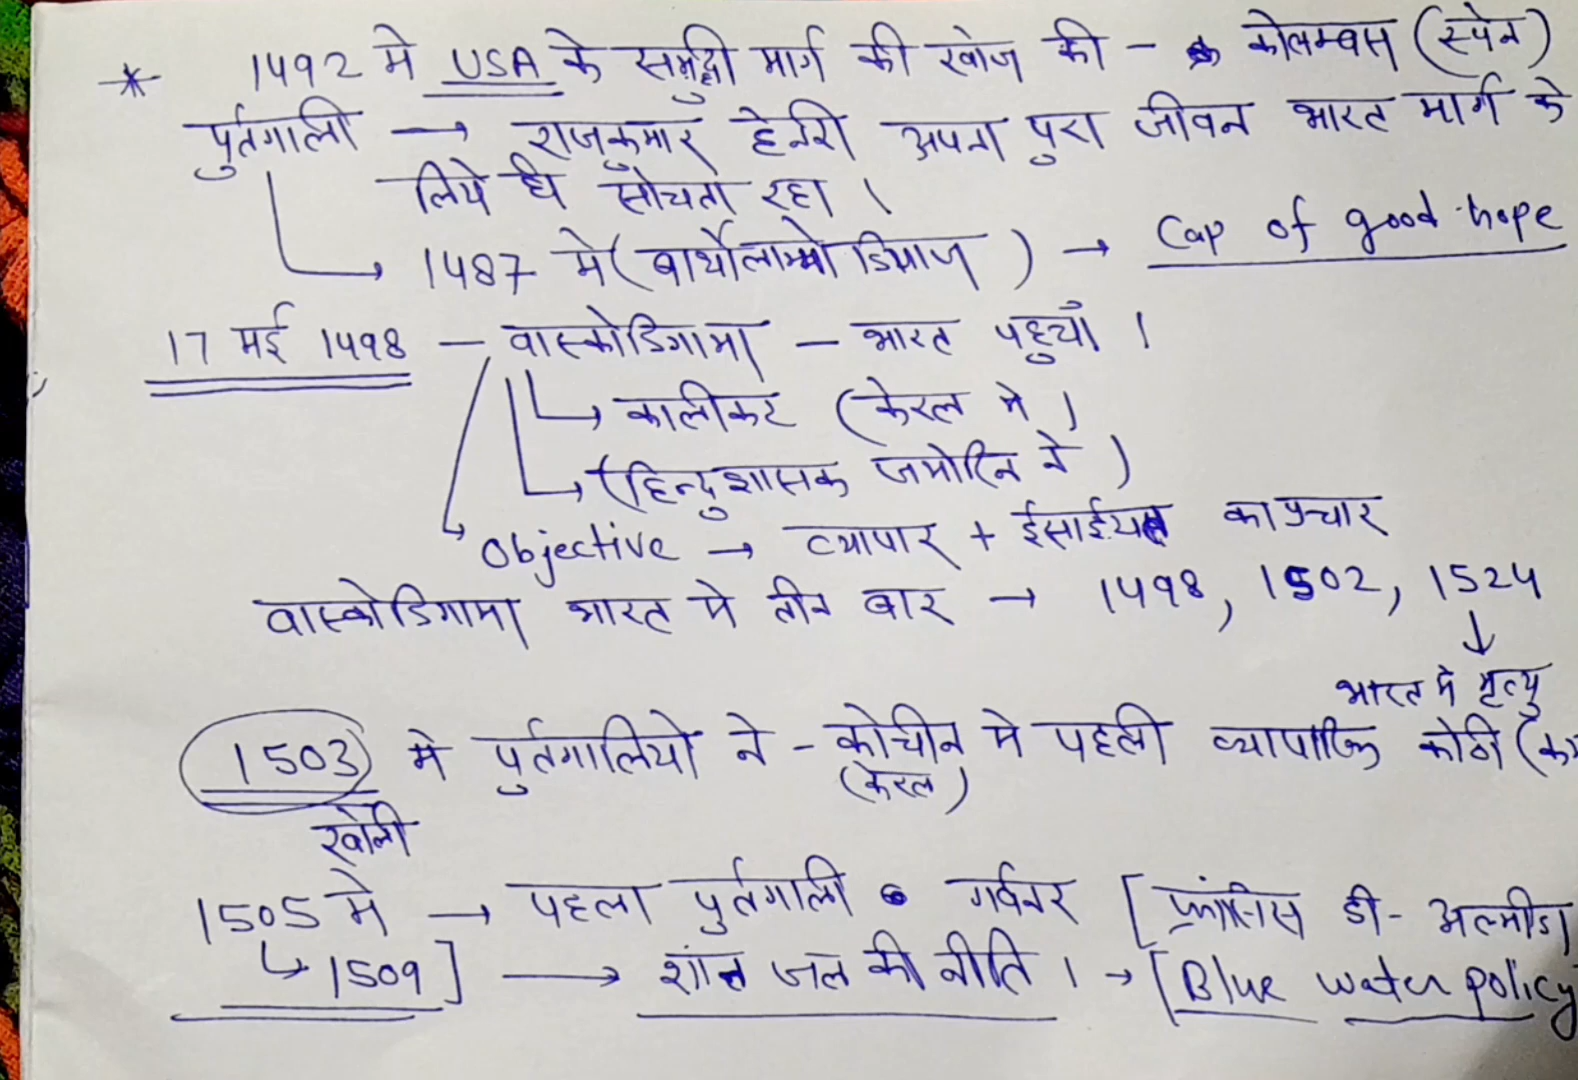 * 1492 मे USA के समुद्री मार्ग की खोज की - कोलम्बस (स्पेन)
पुर्तगाली → राजकुमार हेनरी अपना पुरा जीवन भारत मार्ग के
लिये ही सोचता रहा ।
↳ 1487 मे (बार्थोलाम्यो डियाज) → Cap of good hope
17 मई 1498 - वास्कोडिगामा - भारत पहुचाँ ।
↳ कालीकट (केरल मे)
↳ (हिन्दु शासक जमोरिन ने)
Objective → व्यापार + ईसाईयत का प्रचार
वास्कोडिगामा भारत मे तीन बार → 1498, 1502, 1524
↓
भारत मे मृत्यु
1503 मे पुर्तगालियो ने - कोचीन मे पहली व्यापारिक कोठी
(केरल)
खोली
1505 मे → पहला पुर्तगाली गर्वनर [फ्रांसिस डी - अल्मीडा
↳ 1509] → शांत जल की नीति । → [Blue water policy